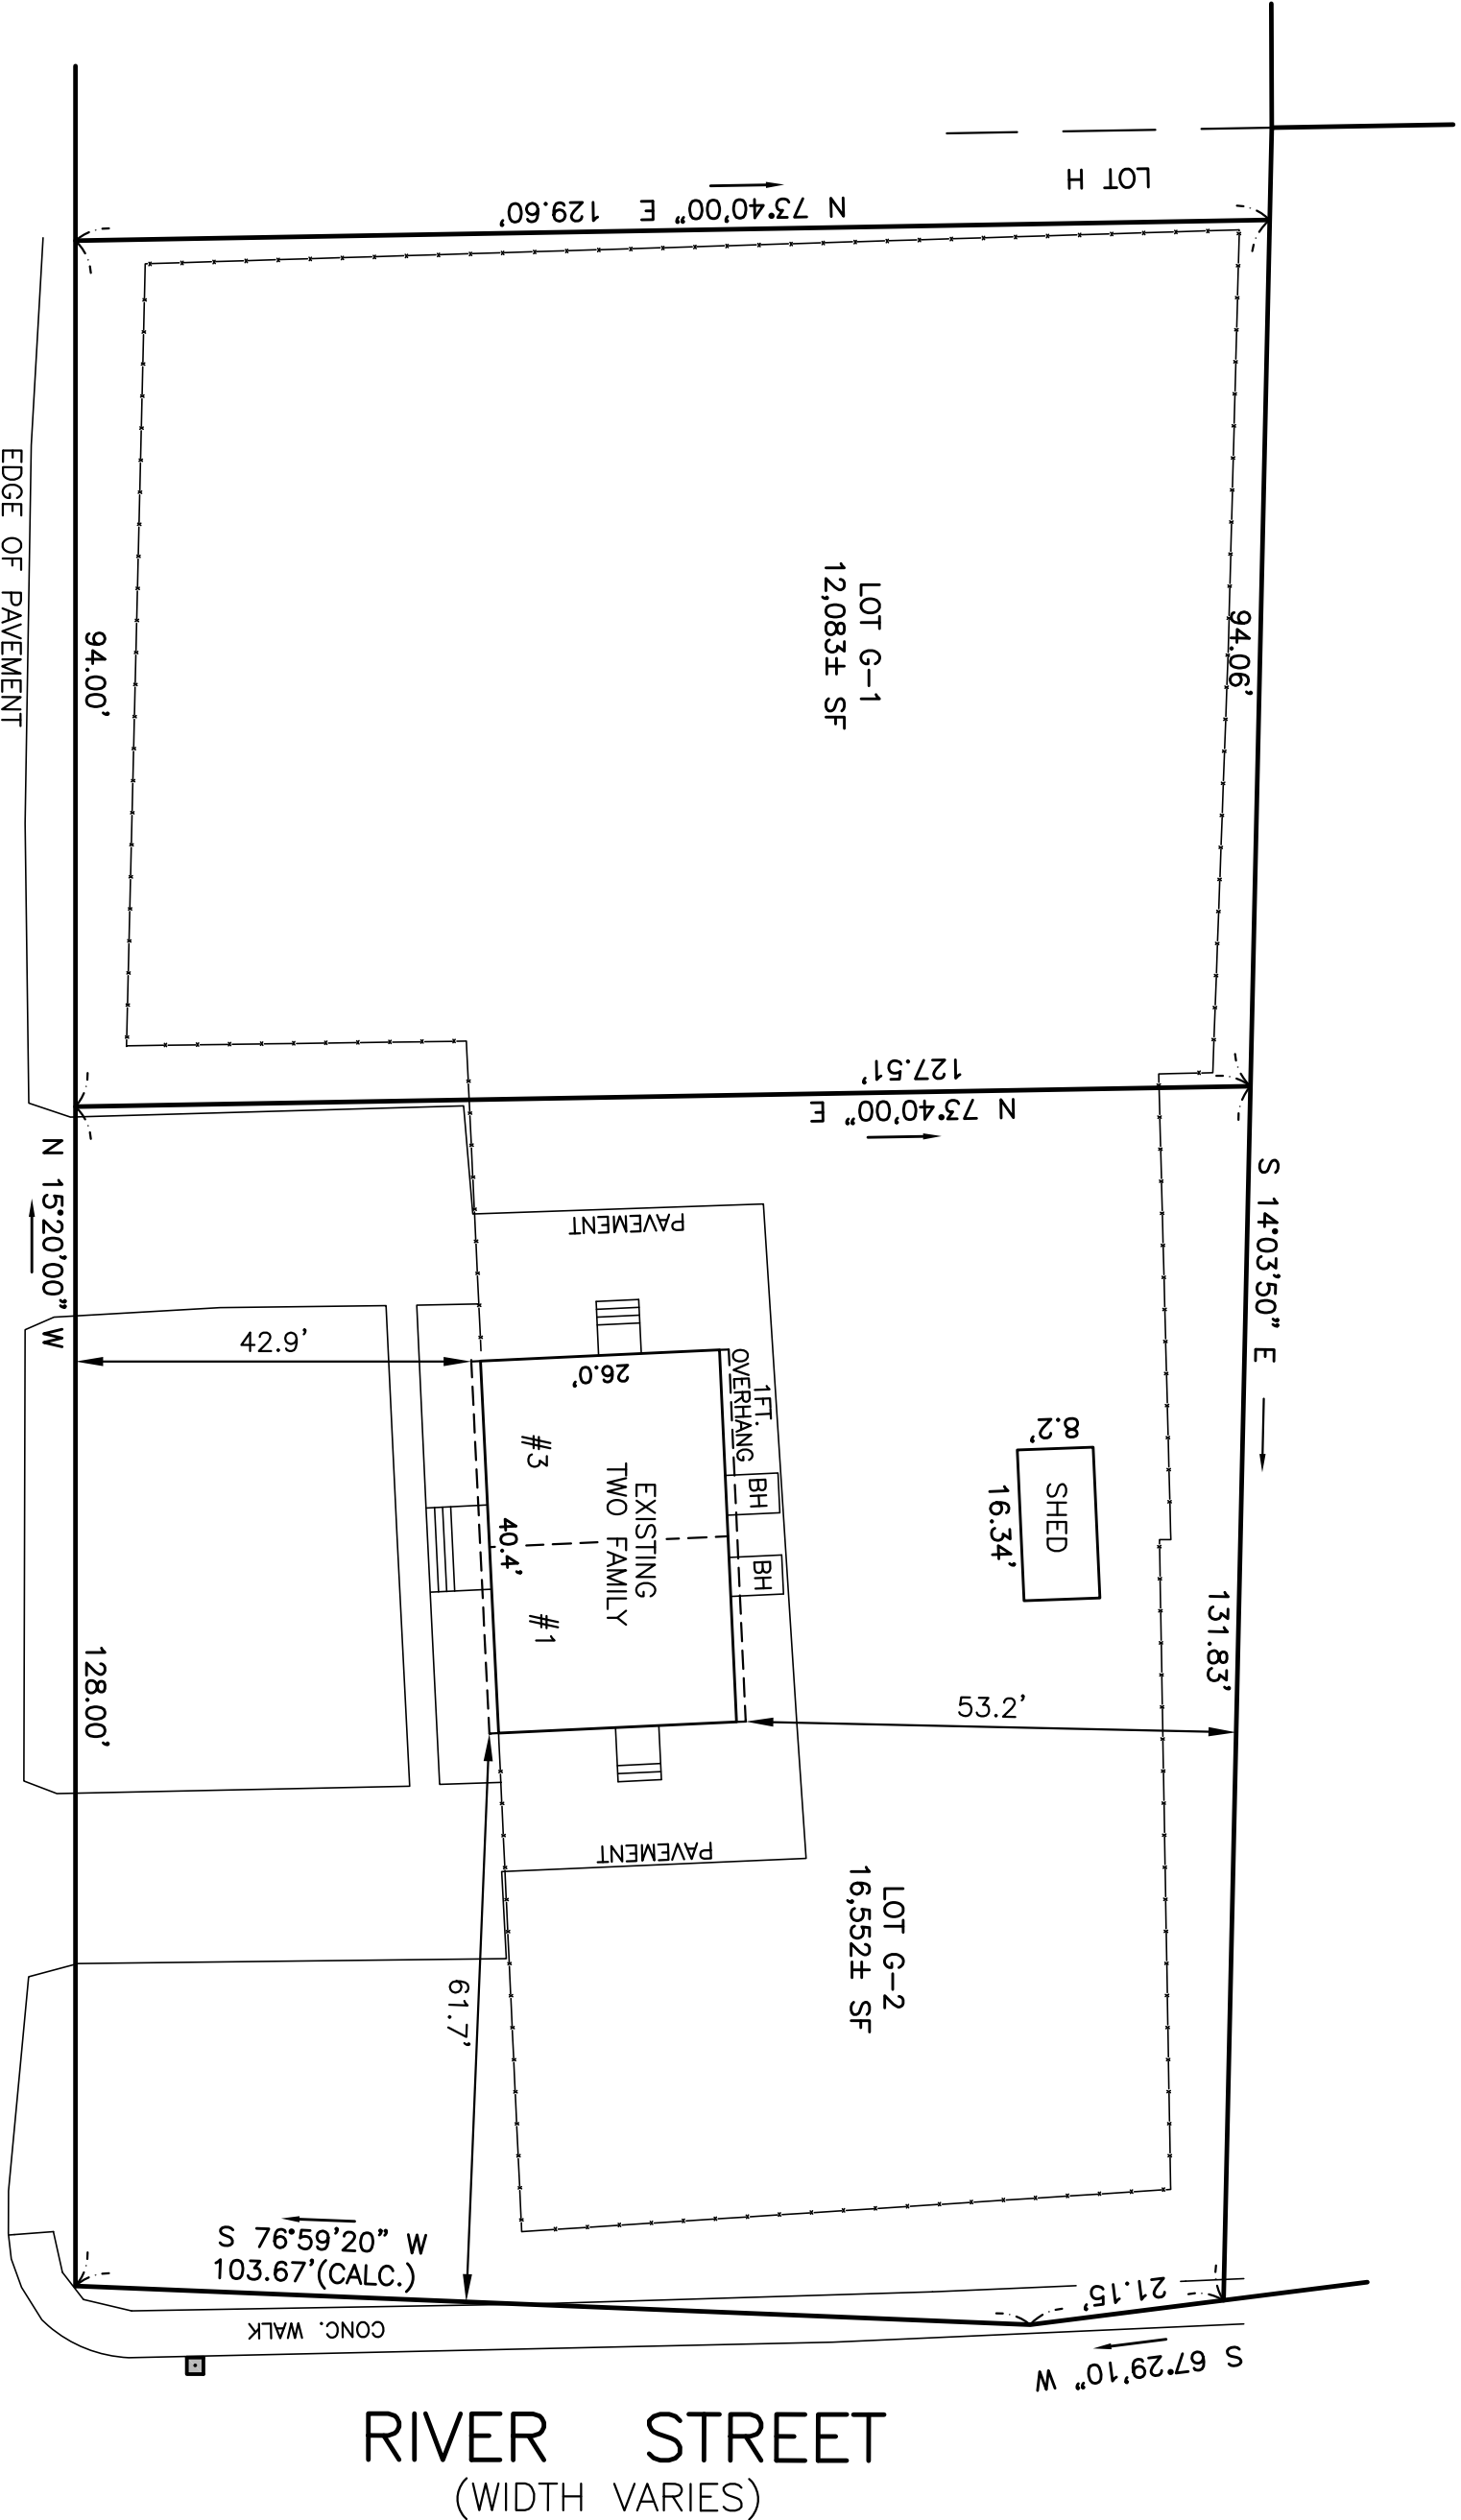 LOT H
N 73°40'00" E 129.60'
EDGE OF PAVEMENT
94.00'
LOT G-1
12,083± SF
94.06'
127.51'
N 73°40'00" E
N 15°20'00" W
S 14°03'50" E
PAVEMENT
42.9'
26.0'
1FT.
OVERHANG
8.2'
#3
BH
SHED
16.34'
EXISTING
TWO FAMILY
40.4'
BH
#1
128.00'
131.83'
53.2'
PAVEMENT
LOT G-2
16,552± SF
61.7'
S 76°59'20" W
103.67'(CALC.)
21.15'
CONC. WALK
S 67°29'10" W
RIVER STREET
(WIDTH VARIES)